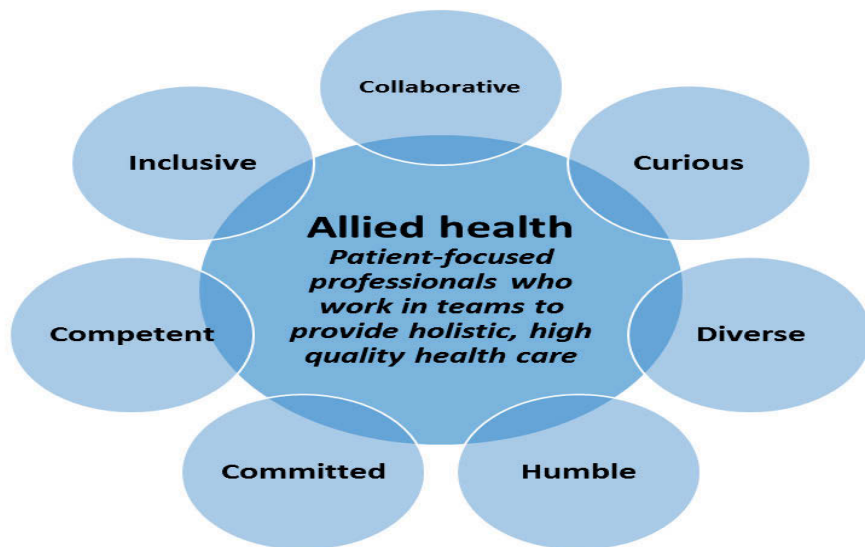 Collaborative
Inclusive
Curious
Allied health
Patient-focused
professionals who
work in teams to
provide holistic, high
quality health care
Competent
Diverse
Committed
Humble